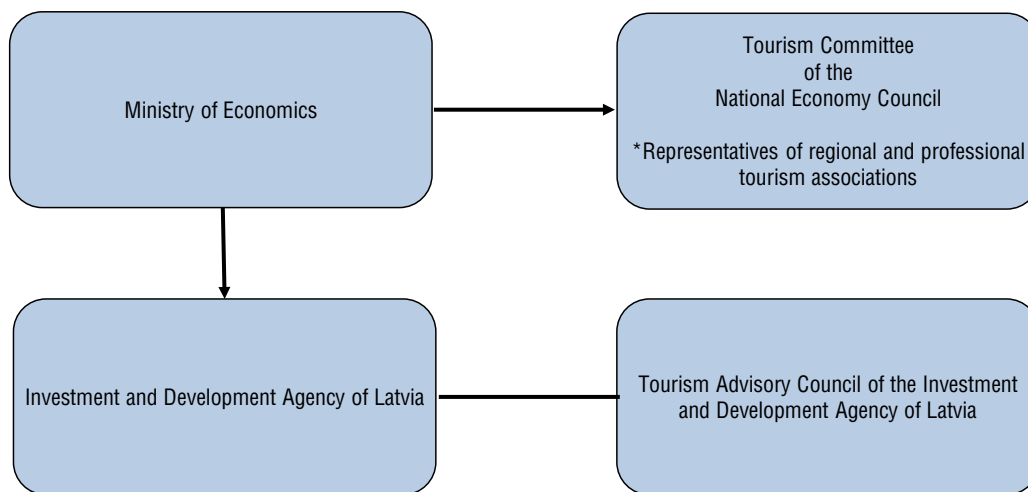 Ministry of Economics
Tourism Committee
of the
National Economy Council
*Representatives of regional and professional
tourism associations
Investment and Development Agency of Latvia
Tourism Advisory Council of the Investment
and Development Agency of Latvia